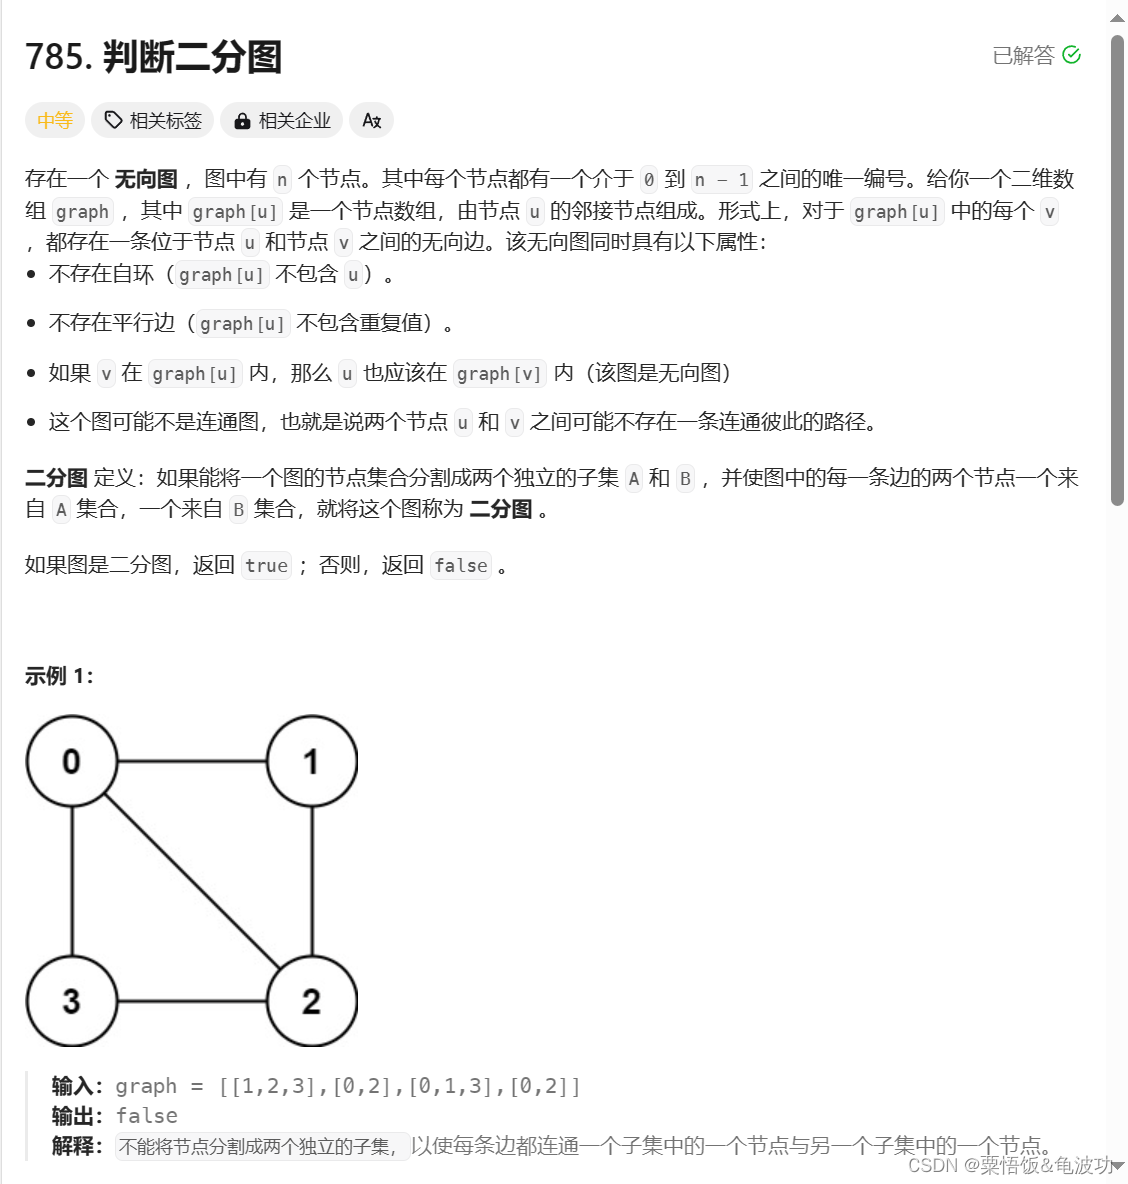 785. 判断二分图
已解答
中等 相关标签 相关企业 A文
存在一个 无向图 ，图中有 n 个节点。其中每个节点都有一个介于 0 到 n - 1 之间的唯一编号。给你一个二维数
组 graph ，其中 graph[u] 是一个节点数组，由节点 u 的邻接节点组成。形式上，对于 graph[u] 中的每个 v
，都存在一条位于节点 u 和节点 v 之间的无向边。该无向图同时具有以下属性：
• 不存在自环（graph[u] 不包含 u）。
• 不存在平行边（graph[u] 不包含重复值）。
• 如果 v 在 graph[u] 内，那么 u 也应该在 graph[v] 内（该图是无向图）
• 这个图可能不是连通图，也就是说两个节点 u 和 v 之间可能不存在一条连通彼此的路径。
二分图 定义：如果能将一个图的节点集合分割成两个独立的子集 A 和 B ，并使图中的每一条边的两个节点一个来
自 A 集合，一个来自 B 集合，就将这个图称为 二分图 。
如果图是二分图，返回 true ；否则，返回 false 。
示例 1：
0 1
3 2
输入：graph = [[1,2,3],[0,2],[0,1,3],[0,2]]
输出：false
解释：不能将节点分割成两个独立的子集，以使每条边都连通一个子集中的一个节点与另一个子集中的一个节点。
CSDN @粟悟饭&龟波功